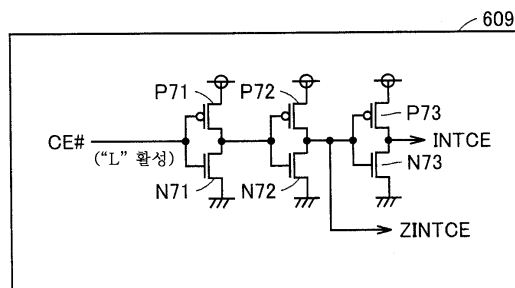 609
P71
P72
P73
CE#
("L" 활성)
INTCE
N71
N72
N73
ZINTCE